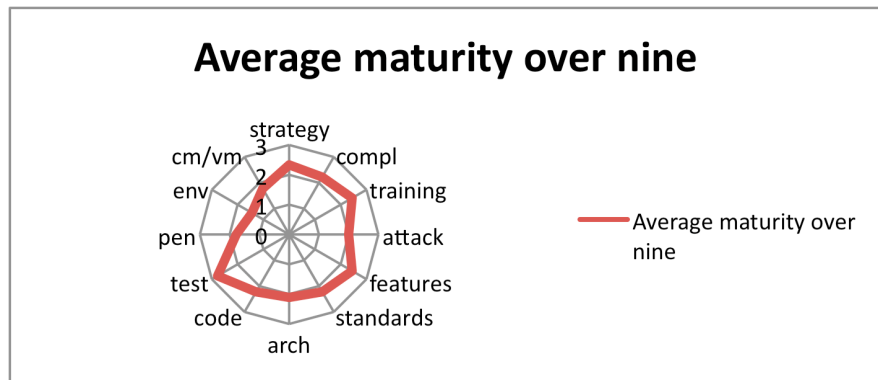 Average maturity over nine
strategy
3
cm/vm
compl
2
env
training
1
pen
0
attack
Average maturity over
nine
test
features
code
standards
arch